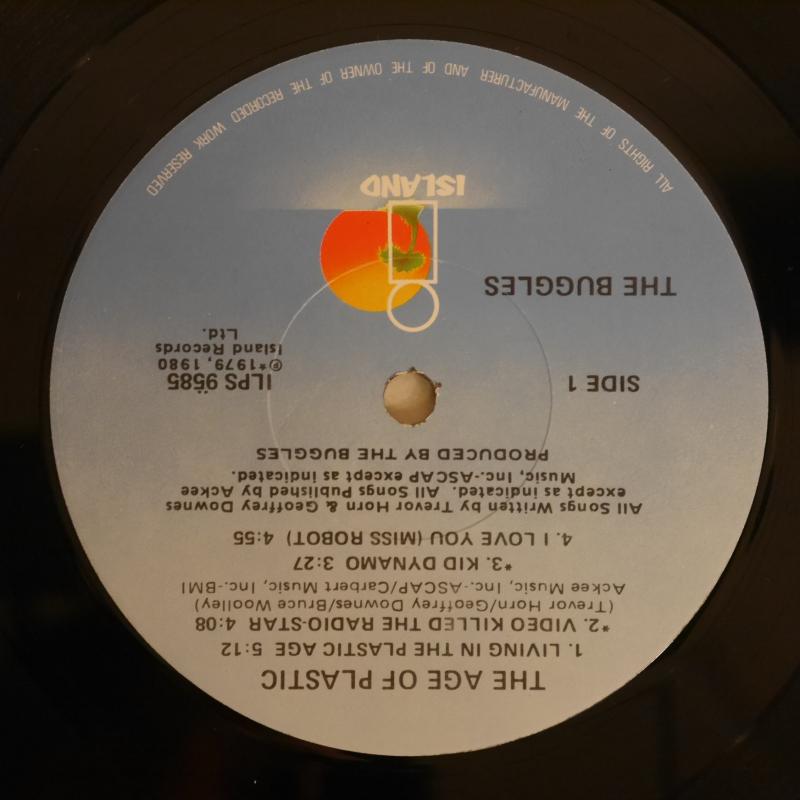 THE AGE OF PLASTIC
1. LIVING IN THE PLASTIC AGE 5:12
*2. VIDEO KILLED THE RADIO-STAR 4:08
(Trevor Horn/Geoffrey Downes/Bruce Woolley)
Ackee Music, Inc.-ASCAP/Carbert Music, Inc.-BMI
*3. KID DYNAMO 3:27
4. I LOVE YOU (MISS ROBOT) 4:55
All Songs Written by Trevor Horn & Geoffrey Downes
except as indicated. All Songs Published by Ackee
Music, Inc.-ASCAP except as indicated.
PRODUCED BY THE BUGGLES
SIDE 1
ILPS 9585
℗*1979, 1980
Island Records
Ltd.
THE BUGGLES
ISLAND
ALL RIGHTS OF THE MANUFACTURER AND OF THE OWNER OF THE RECORDED WORK RESERVED